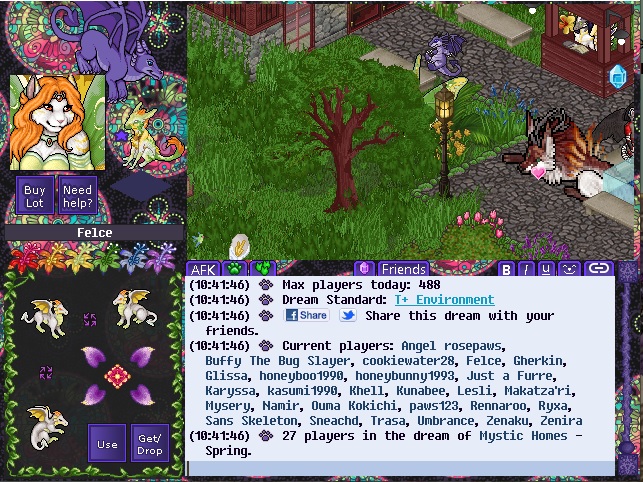 Buy
Lot
Need
help?
Felce
Use
Get/
Drop
AFK
Friends
B I U
(10:41:46) Max players today: 488
(10:41:46) Dream Standard: T+ Environment
(10:41:46) f Share Share this dream with your
friends.
(10:41:46) Current players: Angel rosepaws,
Buffy The Bug Slayer, cookiewater28, Felce, Gherkin,
Glissa, honeyboo1990, honeybunny1993, Just a Furre,
Karyssa, kasumi1990, Khell, Kunabee, Lesli, Makatza'ri,
Mysery, Namir, Ouma Kokichi, paws123, Rennaroo, Ryxa,
Sans Skeleton, Sneachd, Trasa, Umbrance, Zenaku, Zenira
(10:41:46) 27 players in the dream of Mystic Homes -
Spring.